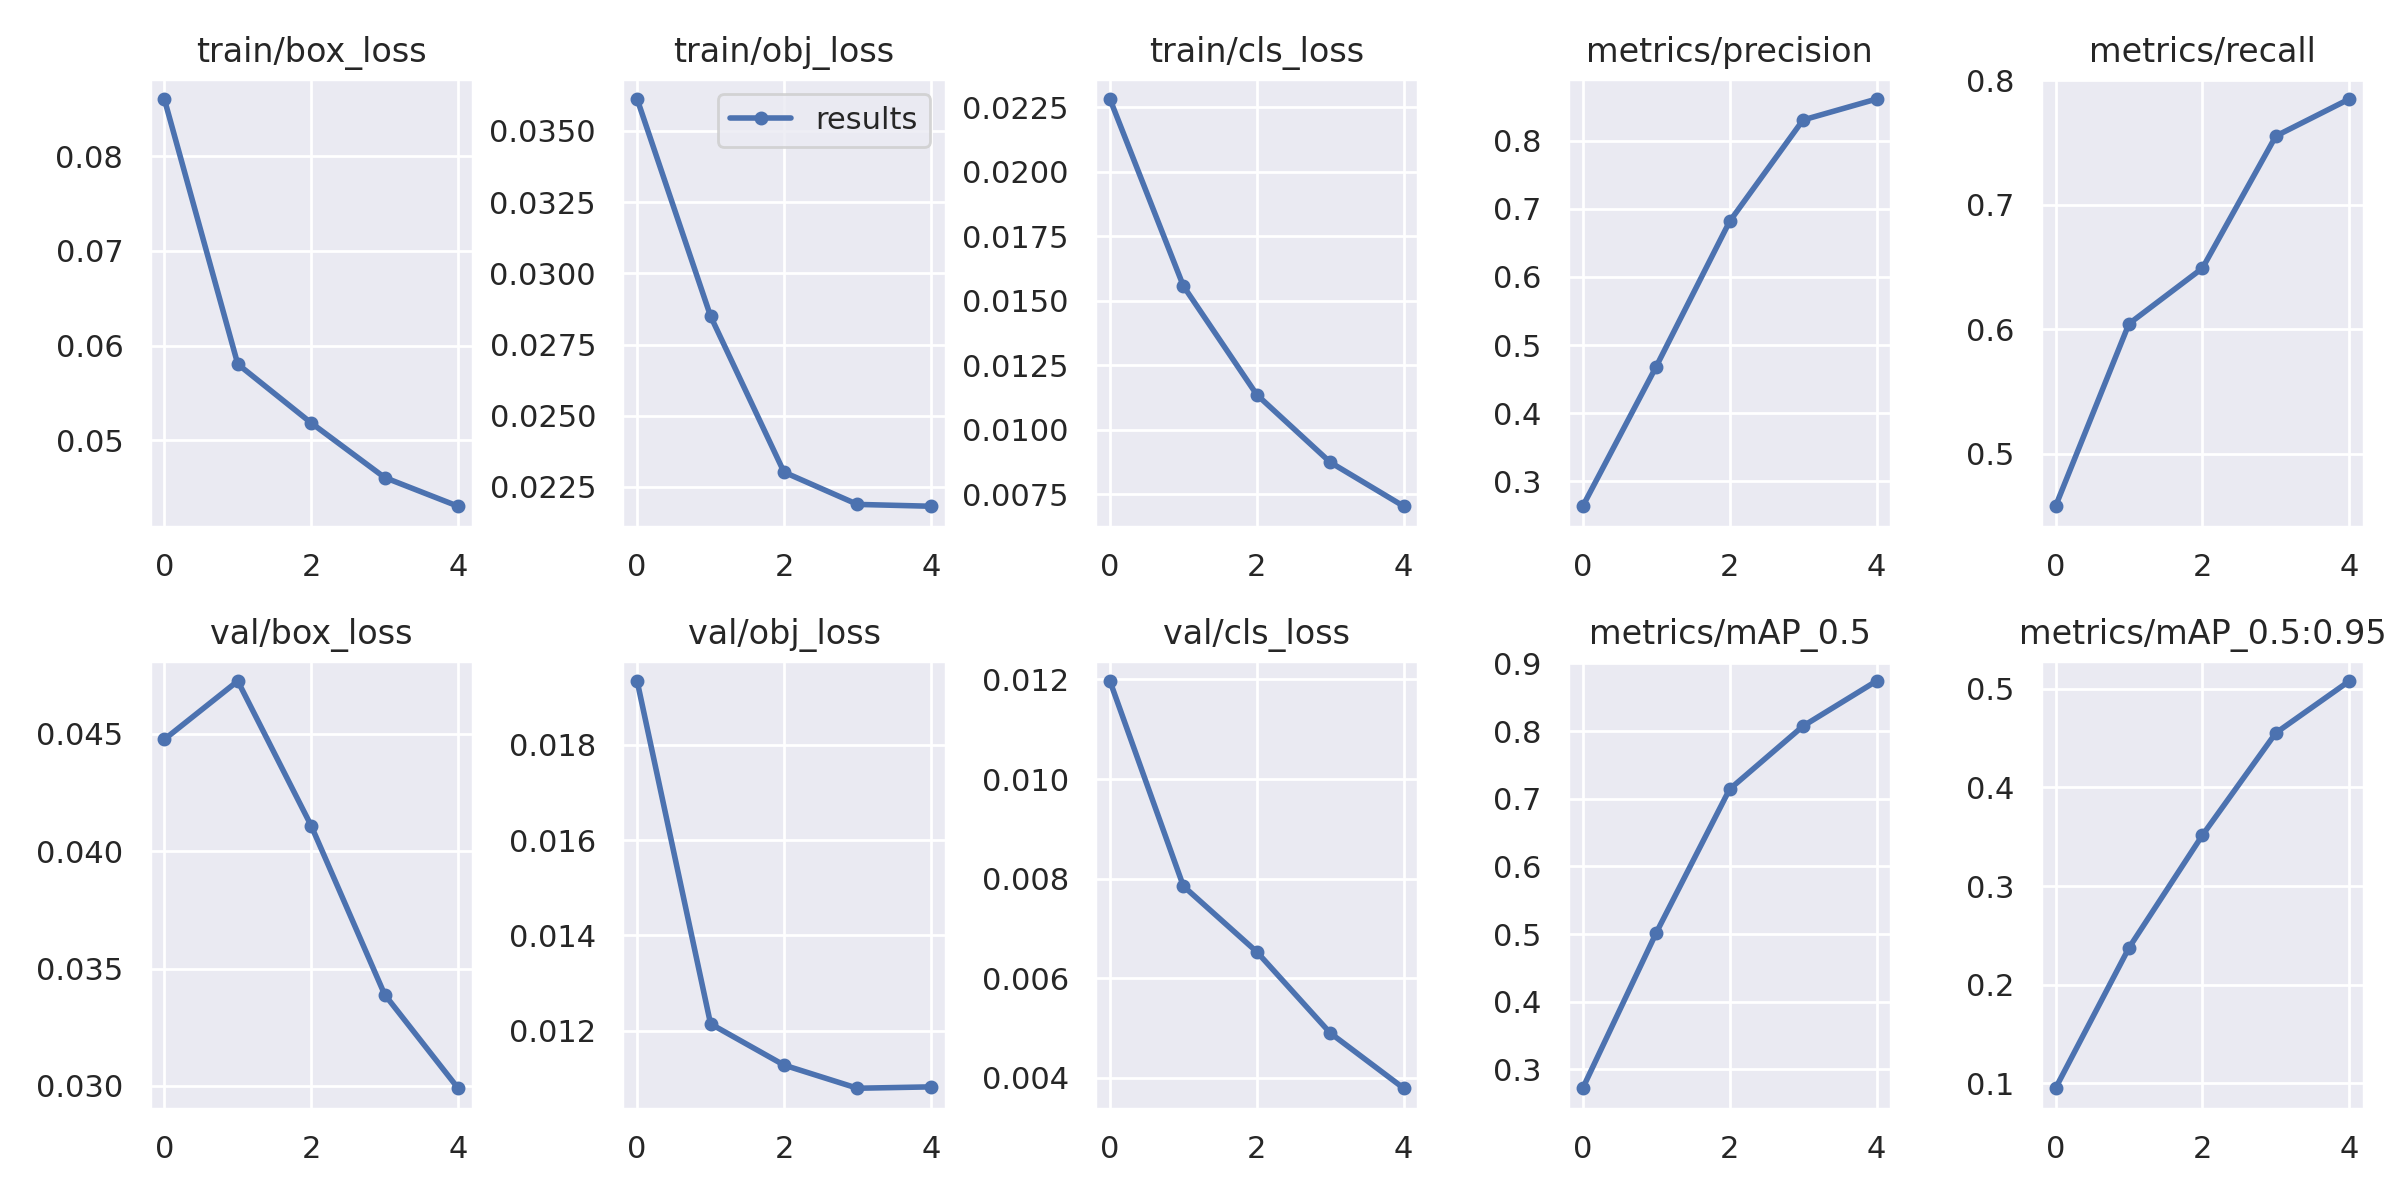 train/box_loss
0.08
0.07
0.06
0.05
0 2 4
train/obj_loss
results
0.0350
0.0325
0.0300
0.0275
0.0250
0.0225
0 2 4
train/cls_loss
0.0225
0.0200
0.0175
0.0150
0.0125
0.0100
0.0075
0 2 4
metrics/precision
0.8
0.7
0.6
0.5
0.4
0.3
0 2 4
metrics/recall
0.8
0.7
0.6
0.5
0 2 4
val/box_loss
0.045
0.040
0.035
0.030
0 2 4
val/obj_loss
0.018
0.016
0.014
0.012
0 2 4
val/cls_loss
0.012
0.010
0.008
0.006
0.004
0 2 4
metrics/mAP_0.5
0.9
0.8
0.7
0.6
0.5
0.4
0.3
0 2 4
metrics/mAP_0.5:0.95
0.5
0.4
0.3
0.2
0.1
0 2 4